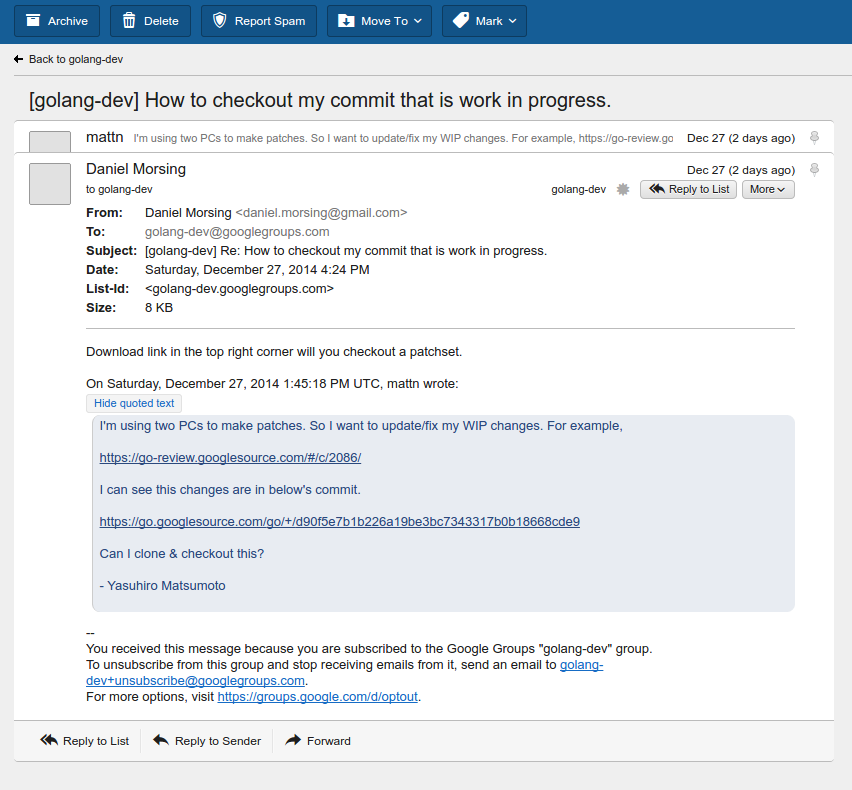 Archive Delete Report Spam Move To Mark
Back to golang-dev
[golang-dev] How to checkout my commit that is work in progress.
mattn I'm using two PCs to make patches. So I want to update/fix my WIP changes. For example, https://go-review.go Dec 27 (2 days ago)
Daniel Morsing Dec 27 (2 days ago)
to golang-dev golang-dev Reply to List More
From: Daniel Morsing <daniel.morsing@gmail.com>
To: golang-dev@googlegroups.com
Subject: [golang-dev] Re: How to checkout my commit that is work in progress.
Date: Saturday, December 27, 2014 4:24 PM
List-Id: <golang-dev.googlegroups.com>
Size: 8 KB
Download link in the top right corner will you checkout a patchset.
On Saturday, December 27, 2014 1:45:18 PM UTC, mattn wrote:
Hide quoted text
I'm using two PCs to make patches. So I want to update/fix my WIP changes. For example,
https://go-review.googlesource.com/#/c/2086/
I can see this changes are in below's commit.
https://go.googlesource.com/go/+/d90f5e7b1b226a19be3bc7343317b0b18668cde9
Can I clone & checkout this?
- Yasuhiro Matsumoto
--
You received this message because you are subscribed to the Google Groups "golang-dev" group.
To unsubscribe from this group and stop receiving emails from it, send an email to golang-
dev+unsubscribe@googlegroups.com.
For more options, visit https://groups.google.com/d/optout.
Reply to List Reply to Sender Forward